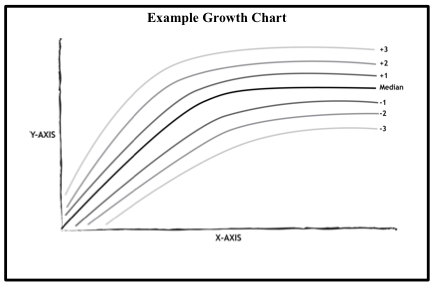 Example Growth Chart
+3
+2
+1
Median
-1
-2
-3
Y-AXIS
X-AXIS